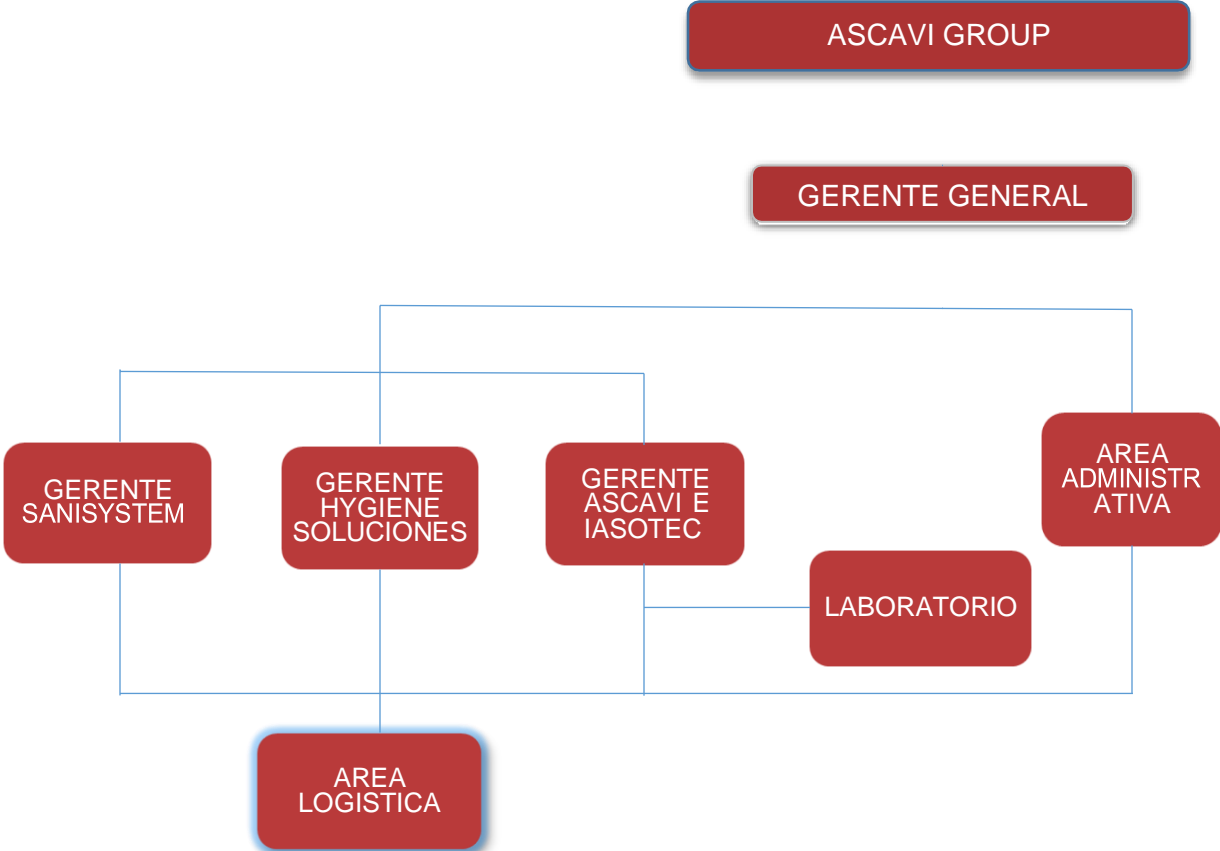 ASCAVI GROUP
GERENTE GENERAL
GERENTE
SANISYSTEM
GERENTE
HYGIENE
SOLUCIONES
GERENTE
ASCAVI E
IASOTEC
AREA
ADMINISTR
ATIVA
LABORATORIO
AREA
LOGISTICA